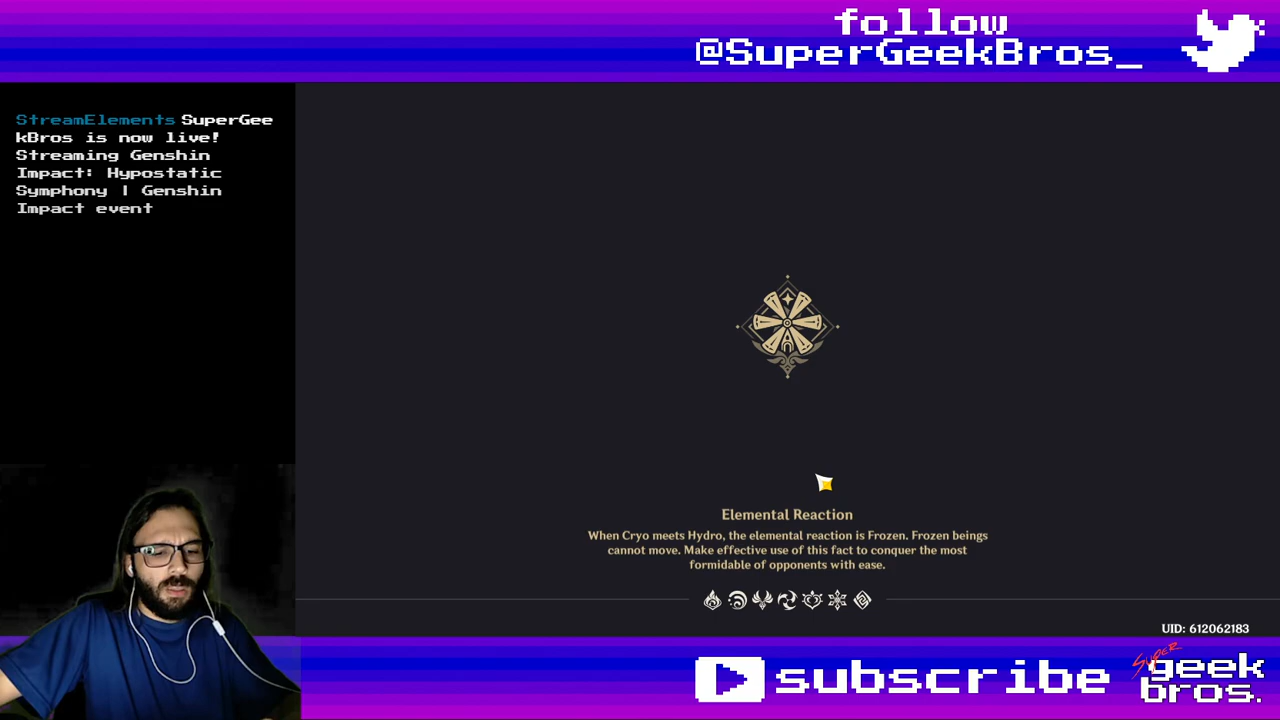 follow
@SuperGeekBros_
StreamElements SuperGee
kBros is now live!
Streaming Genshin
Impact: Hypostatic
Symphony | Genshin
Impact event
Elemental Reaction
When Cryo meets Hydro, the elemental reaction is Frozen. Frozen beings
cannot move. Make effective use of this fact to conquer the most
formidable of opponents with ease.
UID: 612062183
subscribe
SUPER
geek
bros.